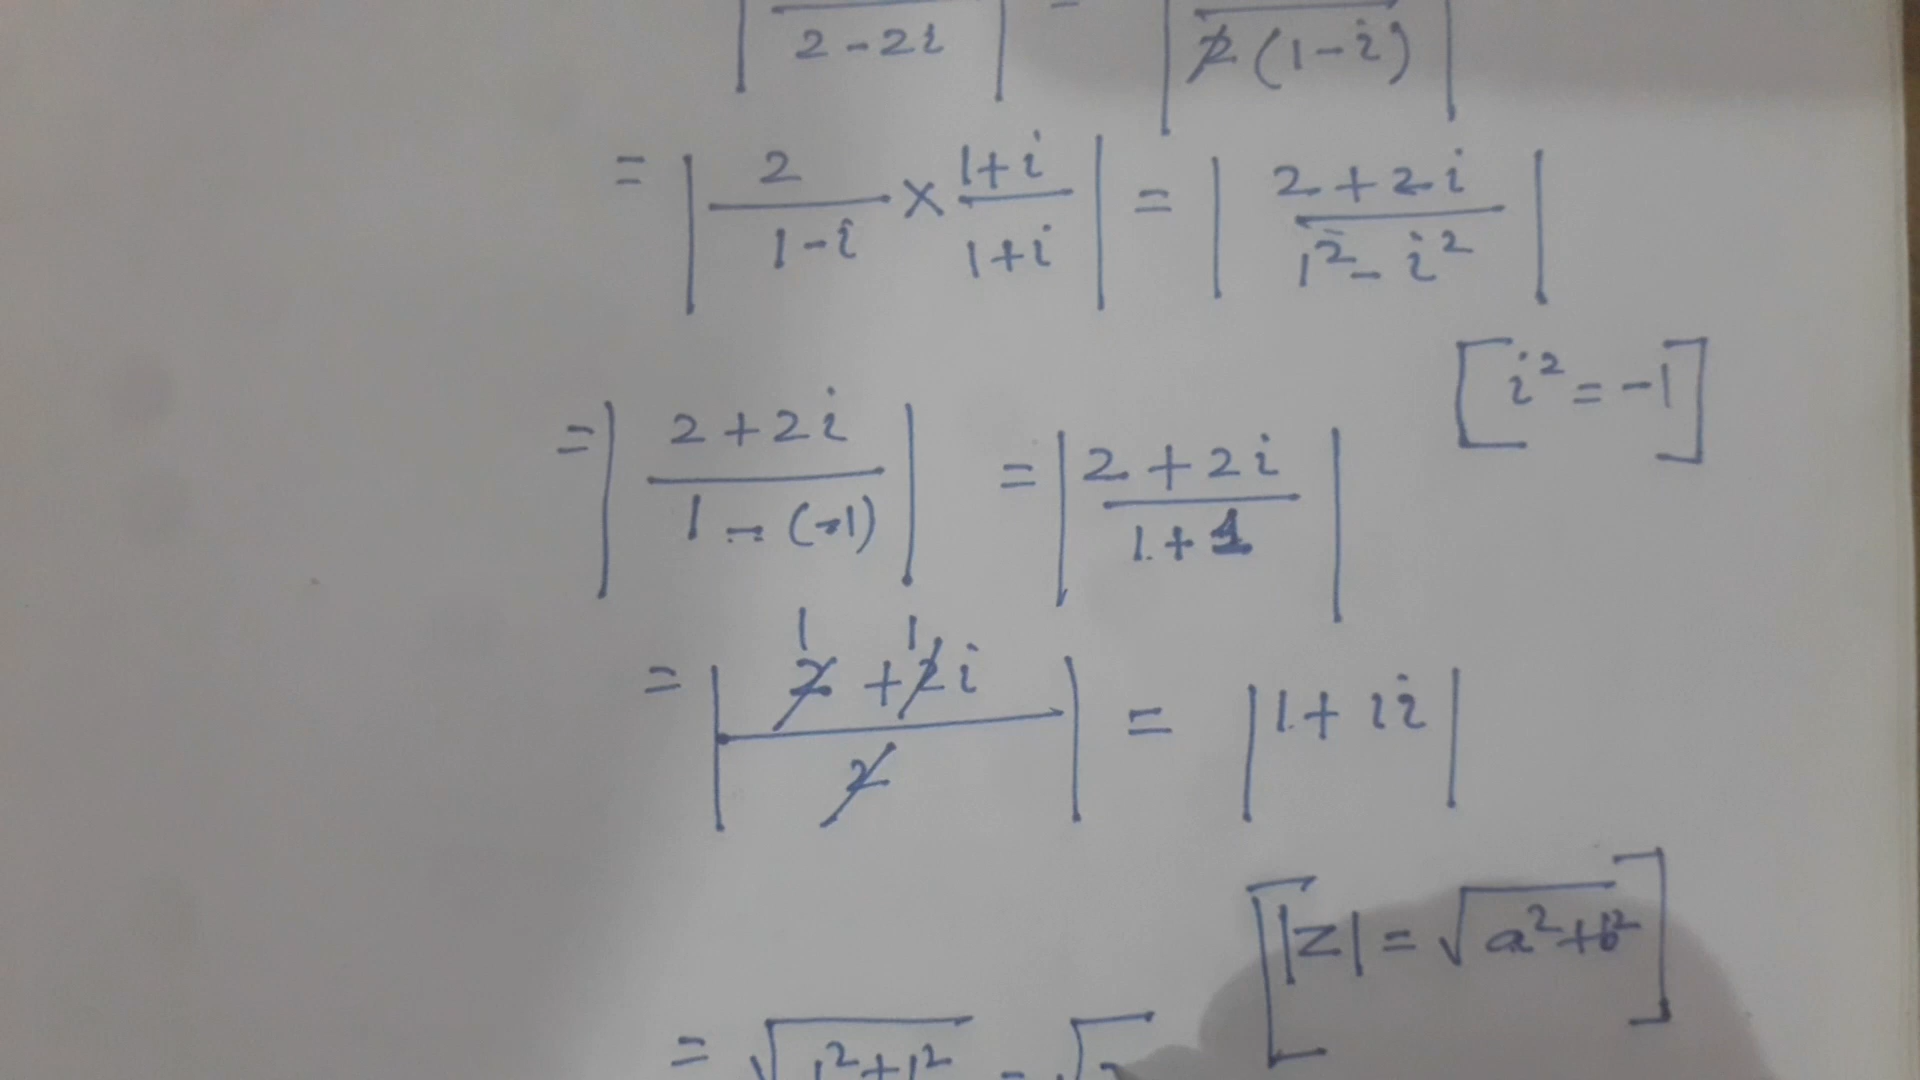 | 2-2i | = | 2(1-i) |
= | 2/1-i × 1+i/1+i | = | 2+2i/1²-i² |
[i² = -1]
= | 2+2i/1-(-1) | = | 2+2i/1+1 |
= | 2+2i/2 | = | 1+1i |
[|z| = √a²+b²]
= √1²+1² = √